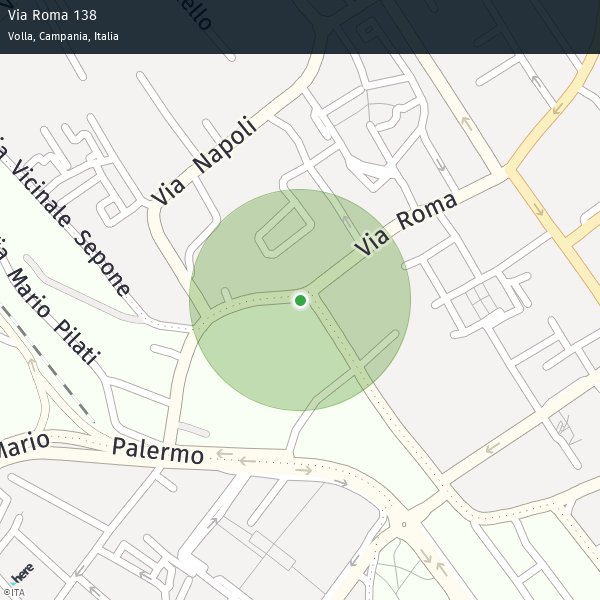 Via Roma 138
Volla, Campania, Italia
ello
Via Napoli
ia Vicinale Sepone
Via Roma
ia Mario Pilati
Mario Palermo
here
©ITA